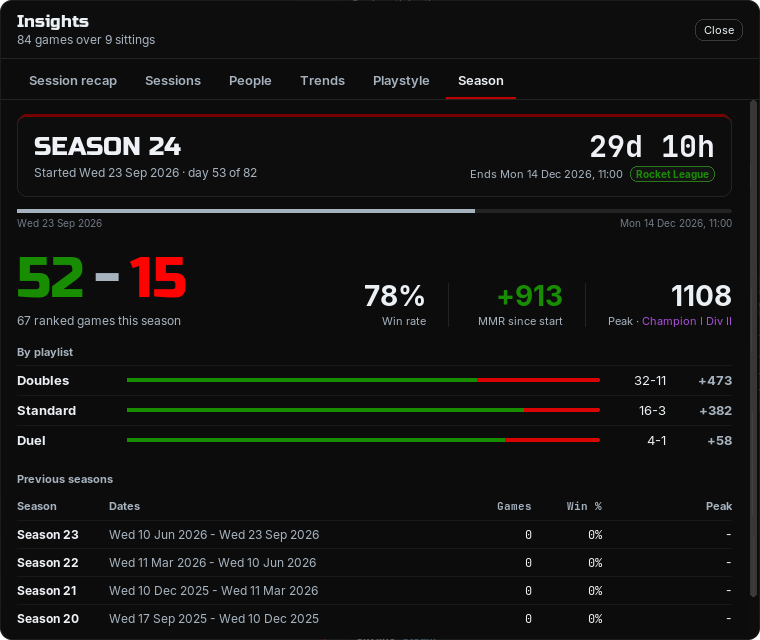 Insights
84 games over 9 sittings
Close
Session recap Sessions People Trends Playstyle Season
SEASON 24
Started Wed 23 Sep 2026 · day 53 of 82
29d 10h
Ends Mon 14 Dec 2026, 11:00 Rocket League
Wed 23 Sep 2026 Mon 14 Dec 2026, 11:00
52 - 15
67 ranked games this season
78%
Win rate
+913
MMR since start
1108
Peak · Champion I Div II
By playlist
Doubles 32-11 +473
Standard 16-3 +382
Duel 4-1 +58
Previous seasons
Season Dates Games Win % Peak
Season 23 Wed 10 Jun 2026 - Wed 23 Sep 2026 0 0% -
Season 22 Wed 11 Mar 2026 - Wed 10 Jun 2026 0 0% -
Season 21 Wed 10 Dec 2025 - Wed 11 Mar 2026 0 0% -
Season 20 Wed 17 Sep 2025 - Wed 10 Dec 2025 0 0% -